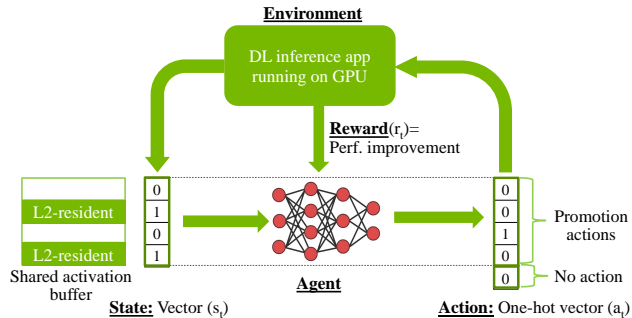 Environment
DL inference app
running on GPU
Reward(rₜ)=
Perf. improvement
L2-resident
L2-resident
Shared activation
buffer
0
1
0
1
State: Vector (sₜ)
Agent
0
0
1
0
0
Promotion
actions
No action
Action: One-hot vector (aₜ)